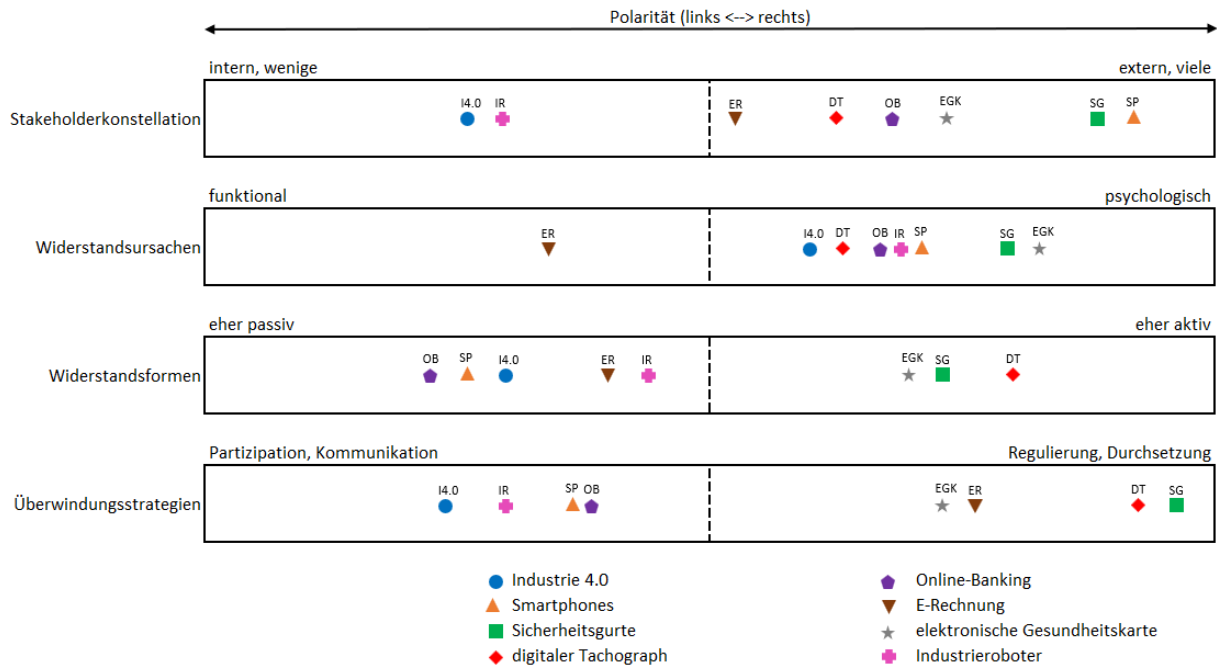 Polarität (links <--> rechts)
intern, wenige extern, viele
Stakeholderkonstellation
I4.0 IR ER DT OB EGK SG SP
funktional psychologisch
Widerstandsursachen
ER I4.0 DT OB IR SP SG EGK
eher passiv eher aktiv
Widerstandsformen
OB SP I4.0 ER IR EGK SG DT
Partizipation, Kommunikation Regulierung, Durchsetzung
Überwindungsstrategien
I4.0 IR SP OB EGK ER DT SG
Industrie 4.0 Online-Banking
Smartphones E-Rechnung
Sicherheitsgurte elektronische Gesundheitskarte
digitaler Tachograph Industrieroboter